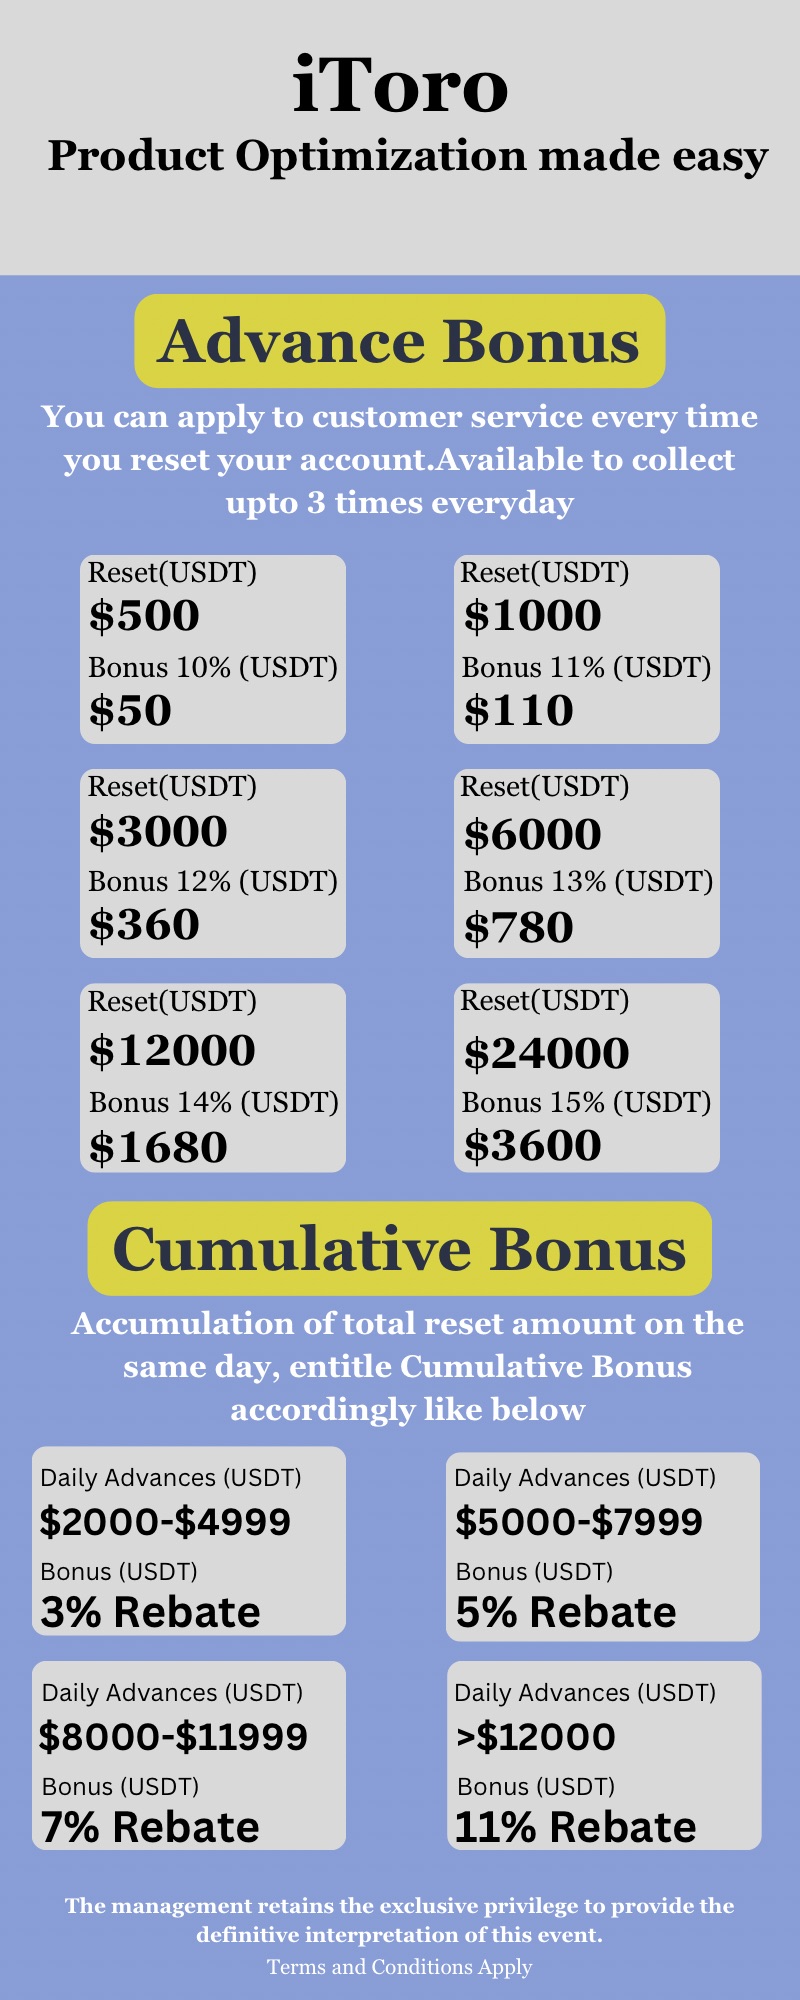 iToro
Product Optimization made easy
Advance Bonus
You can apply to customer service every time
you reset your account.Available to collect
upto 3 times everyday
Reset(USDT)
$500
Bonus 10% (USDT)
$50
Reset(USDT)
$1000
Bonus 11% (USDT)
$110
Reset(USDT)
$3000
Bonus 12% (USDT)
$360
Reset(USDT)
$6000
Bonus 13% (USDT)
$780
Reset(USDT)
$12000
Bonus 14% (USDT)
$1680
Reset(USDT)
$24000
Bonus 15% (USDT)
$3600
Cumulative Bonus
Accumulation of total reset amount on the
same day, entitle Cumulative Bonus
accordingly like below
Daily Advances (USDT)
$2000-$4999
Bonus (USDT)
3% Rebate
Daily Advances (USDT)
$5000-$7999
Bonus (USDT)
5% Rebate
Daily Advances (USDT)
$8000-$11999
Bonus (USDT)
7% Rebate
Daily Advances (USDT)
>$12000
Bonus (USDT)
11% Rebate
The management retains the exclusive privilege to provide the
definitive interpretation of this event.
Terms and Conditions Apply